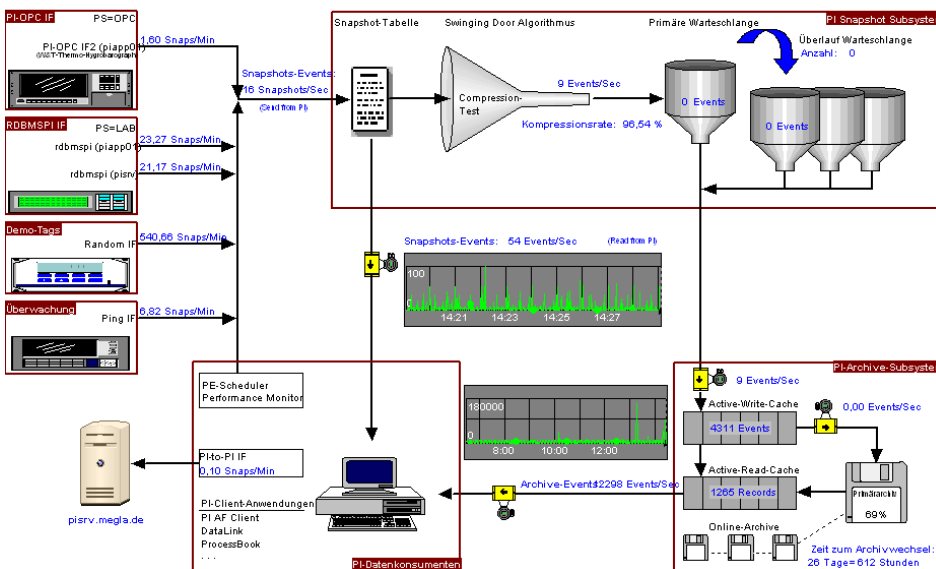 PI-OPC IF
PS=OPC
PI-OPC IF2 (piapp01)
1,60 Snaps/Min
RDBMSPI IF
PS=LAB
rdbmspi (piapp01)
23,27 Snaps/Min
rdbmspi (pisrv)
21,17 Snaps/Min
Demo-Tags
Random IF
540,66 Snaps/Min
Überwachung
Ping IF
6,82 Snaps/Min
Snapshots-Events:
16 Snapshots/Sec
(Send from PI)
PI Snapshot Subsyste
Snapshot-Tabelle
Swinging Door Algorithmus
Primäre Warteschlange
Compression-
Test
9 Events/Sec
Kompressionsrate: 96,54 %
0 Events
Überlauf Warteschlange
Anzahl: 0
0 Events
Snapshots-Events: 54 Events/Sec
(Read from PI)
100
0
14:21 14:23 14:25 14:27
PI-Archive-Subsyste
9 Events/Sec
Active-Write-Cache
4311 Events
0,00 Events/Sec
Active-Read-Cache
1265 Records
Primärarchiv
69%
Online-Archive
Zeit zum Archivwechsel:
26 Tage=612 Stunden
180000
0
8:00 10:00 12:00
Archive-Events:
12298 Events/Sec
PE-Scheduler
Performance Monitor
PI-to-PI IF
0,10 Snaps/Min
PI-Client-Anwendungen
PI AF Client
DataLink
ProcessBook
. . .
PI-Datenkonsumenten
pisrv.megla.de